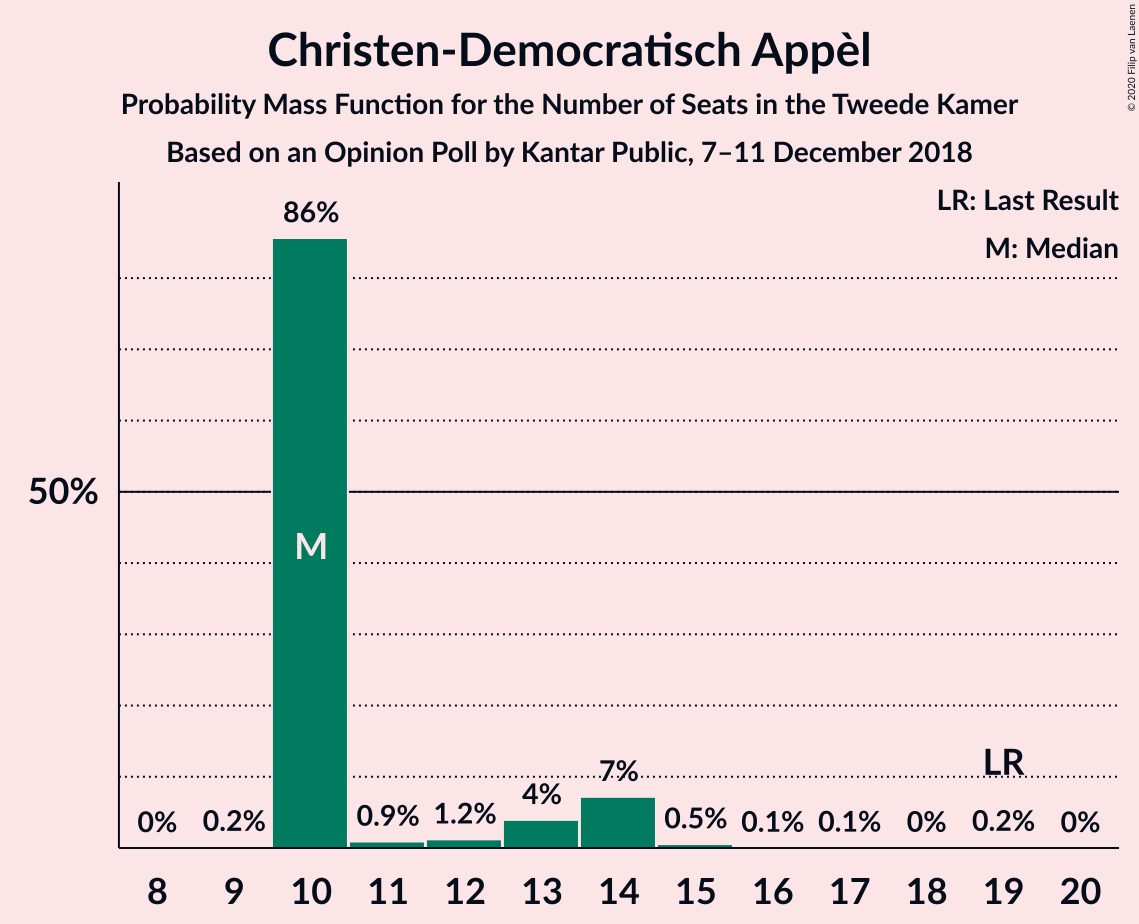 Christen-Democratisch Appèl
Probability Mass Function for the Number of Seats in the Tweede Kamer
Based on an Opinion Poll by Kantar Public, 7–11 December 2018
© 2020 Filip van Laenen
LR: Last Result
M: Median
86%
50%
M
LR
7%
4%
0% 0.2% 0.9% 1.2% 0.5% 0.1% 0.1% 0% 0.2% 0%
8 9 10 11 12 13 14 15 16 17 18 19 20